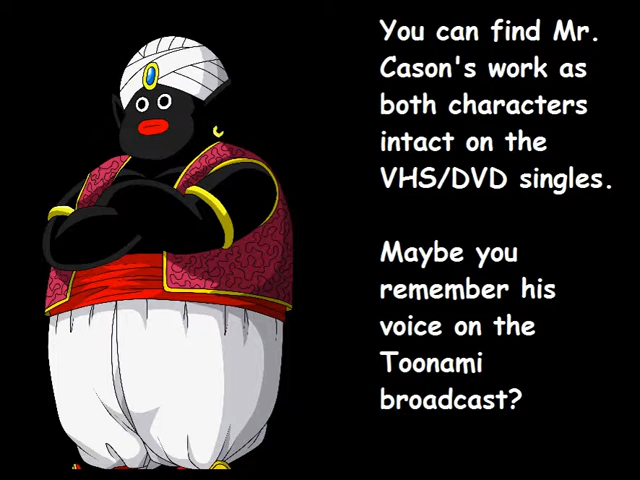 You can find Mr.
Cason's work as
both characters
intact on the
VHS/DVD singles.
Maybe you
remember his
voice on the
Toonami
broadcast?